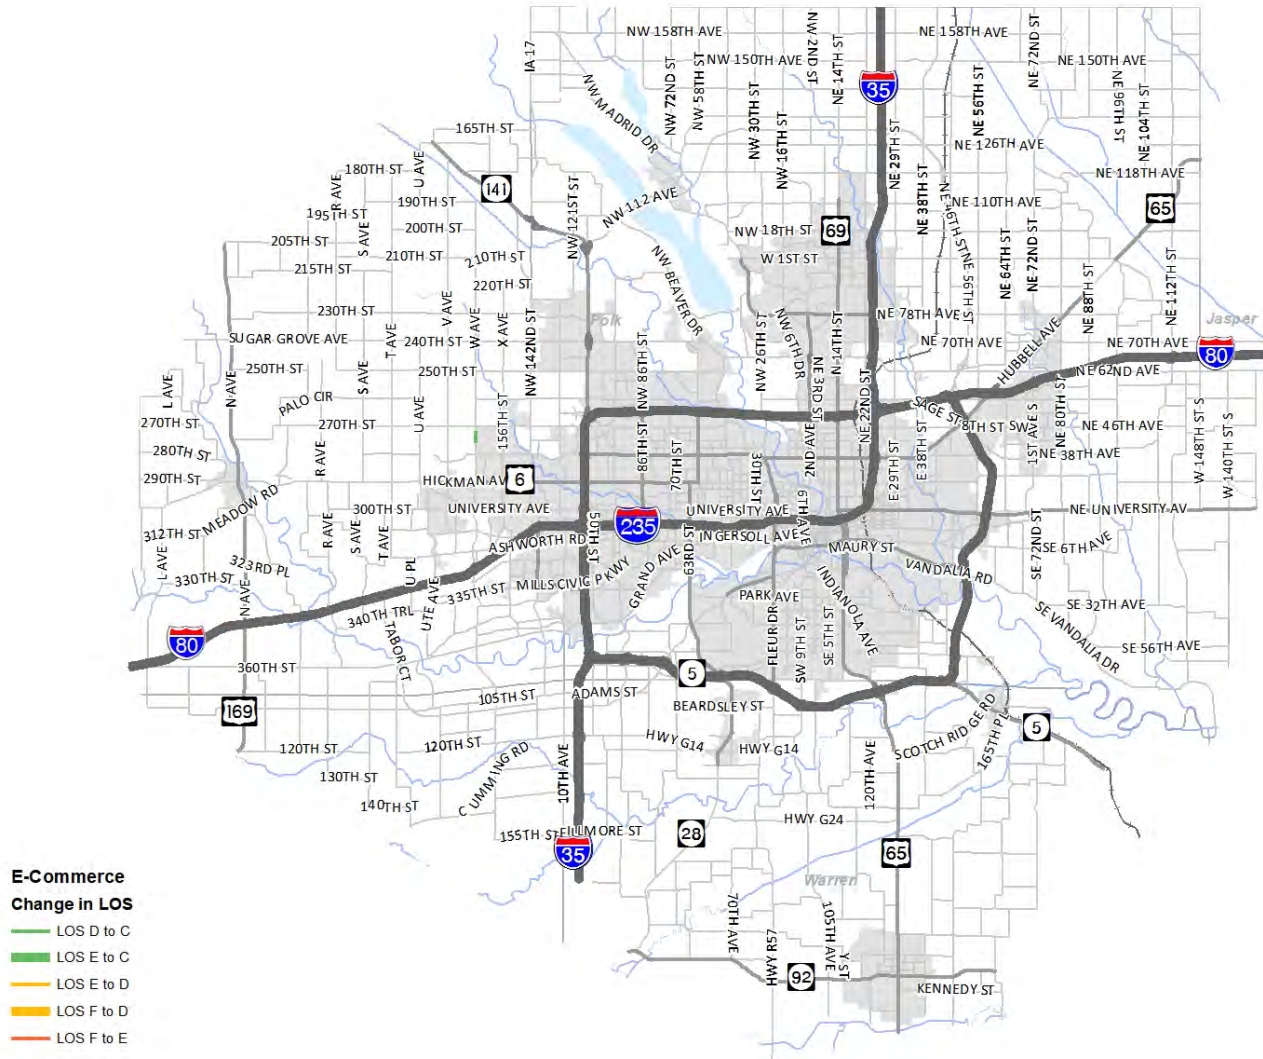 NW 158TH AVE
NE 158TH AVE
IA 17
NW 150TH AVE
NW 2ND ST
NE 14TH ST
NE 72ND ST
NE 150TH AVE
NW 72ND ST
NW 58TH ST
35
NW MADRID DR
NE 56TH ST
NE 96TH ST
NE 104TH ST
165TH ST
NW 30TH ST
NW 16TH ST
NE 29TH ST
NE 126TH AVE
180TH ST
U AVE
NE 118TH AVE
R AVE
141
190TH ST
NW 121ST ST
NW 112 AVE
NE 38TH ST
NE 46TH ST
NE 110TH AVE
65
195TH ST
S AVE
200TH ST
NW 18TH ST
69
205TH ST
210TH ST
210TH ST
W 1ST ST
NE 56TH ST
NE 64TH ST
NE 72ND ST
215TH ST
220TH ST
NW BEAVER DR
NE 88TH ST
NE 112TH ST
230TH ST
V AVE
W AVE
X AVE
NW 142ND ST
Polk
NE 78TH AVE
Jasper
SUGAR GROVE AVE
T AVE
240TH ST
NW 86TH ST
NW 26TH ST
NW 6TH DR
N 14TH ST
NE 70TH AVE
HUBBELL AVE
NE 70TH AVE
80
250TH ST
S AVE
250TH ST
NE 3RD ST
NE 22ND ST
NE 62ND AVE
L AVE
N AVE
PALO CIR
U AVE
156TH ST
SAGE ST
8TH ST SW
1ST AVE S
NE 80TH ST
270TH ST
270TH ST
NE 46TH AVE
W 148TH ST S
W 140TH ST S
280TH ST
R AVE
86TH ST
70TH ST
30TH ST
2ND AVE
E 29TH ST
E 38TH ST
NE 38TH AVE
290TH ST
HICKMAN AV
6
MEADOW RD
300TH ST
UNIVERSITY AVE
50TH ST
235
UNIVERSITY AVE
6TH AVE
NE UNIVERSITY AV
312TH ST
L AVE
R AVE
S AVE
T AVE
ASHWORTH RD
INGERSOLL AVE
MAURY ST
SE 72ND ST
SE 6TH AVE
323RD PL
330TH ST
U PL
UTE AVE
335TH ST
MILLS CIVIC PKWY
GRAND AVE
63RD ST
PARK AVE
INDIANOLA AVE
VANDALIA RD
N AVE
340TH TRL
TABOR CT
FLEUR DR
SW 9TH ST
SE 5TH ST
SE 32TH AVE
SE VANDALIA DR
80
SE 56TH AVE
360TH ST
5
169
105TH ST
ADAMS ST
BEARDSLEY ST
SCOTCH RIDGE RD
165TH PL
5
120TH ST
120TH ST
HWY G14
HWY G14
130TH ST
CUMMING RD
10TH AVE
120TH AVE
140TH ST
155TH ST
FILLMORE ST
HWY G24
28
35
65
Warren
70TH AVE
HWY R57
105TH AVE
Y ST
92
KENNEDY ST
E-Commerce
Change in LOS
LOS D to C
LOS E to C
LOS E to D
LOS F to D
LOS F to E